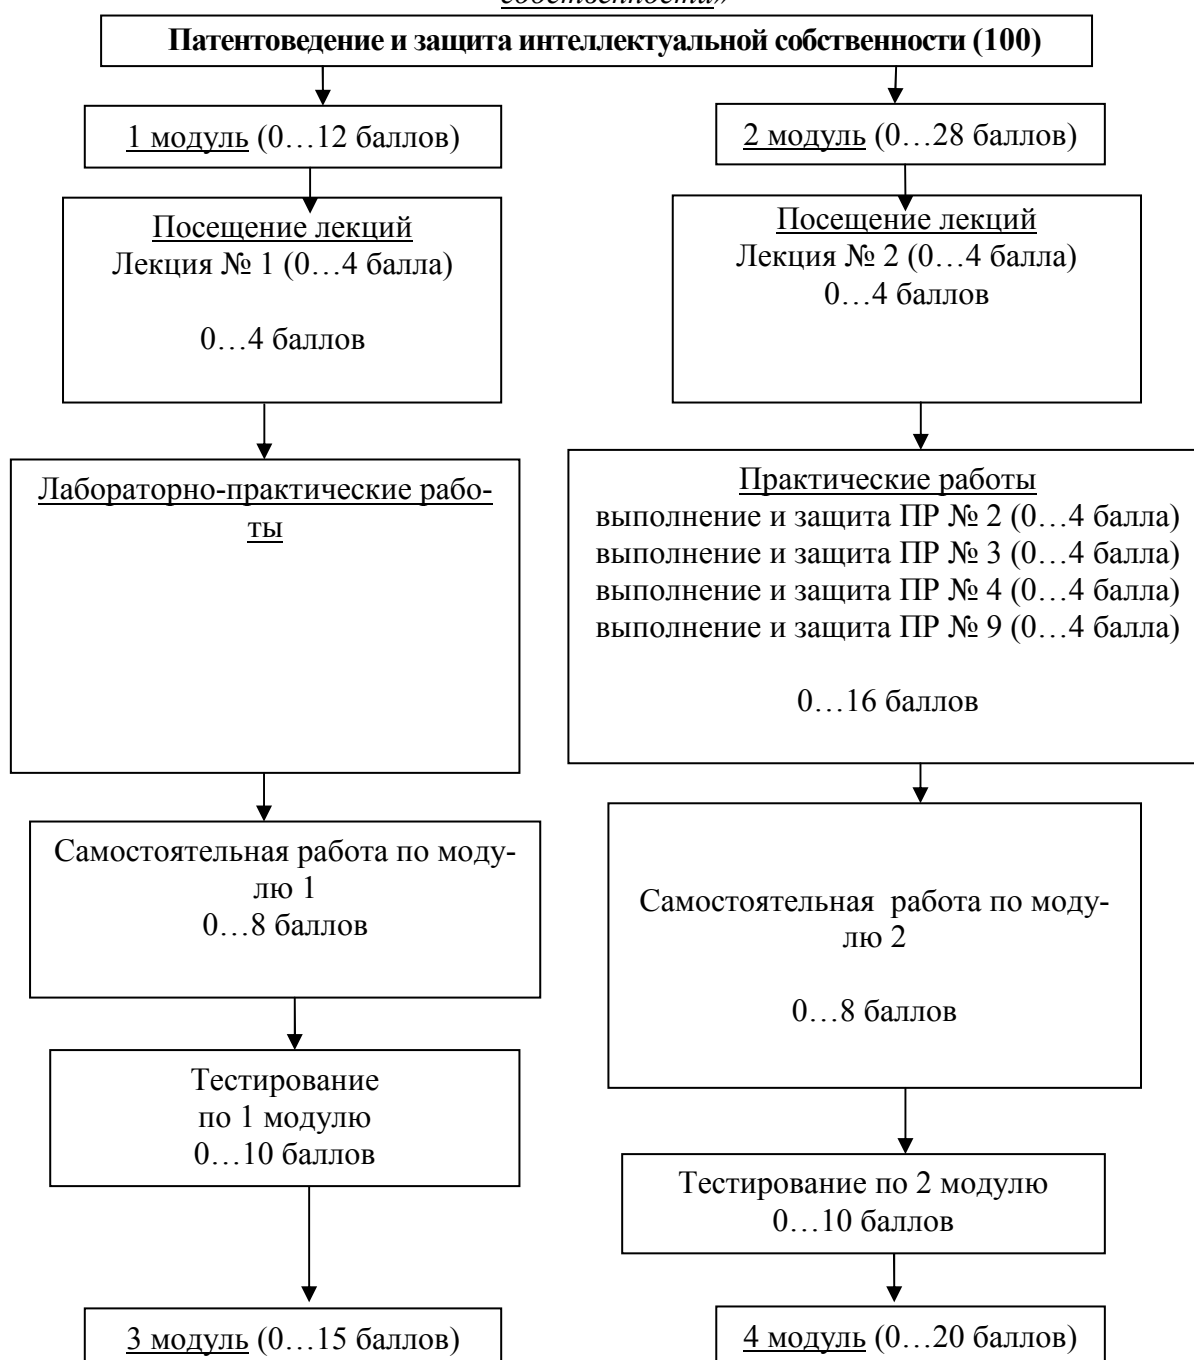 собственности»
Патентоведение и защита интеллектуальной собственности (100)
1 модуль (0…12 баллов)
Посещение лекций
Лекция № 1 (0…4 балла)
0…4 баллов
Лабораторно-практические рабо-
ты
Самостоятельная работа по моду-
лю 1
0…8 баллов
Тестирование
по 1 модулю
0…10 баллов
3 модуль (0…15 баллов)
2 модуль (0…28 баллов)
Посещение лекций
Лекция № 2 (0…4 балла)
0…4 баллов
Практические работы
выполнение и защита ПР № 2 (0…4 балла)
выполнение и защита ПР № 3 (0…4 балла)
выполнение и защита ПР № 4 (0…4 балла)
выполнение и защита ПР № 9 (0…4 балла)
0…16 баллов
Самостоятельная работа по моду-
лю 2
0…8 баллов
Тестирование по 2 модулю
0…10 баллов
4 модуль (0…20 баллов)